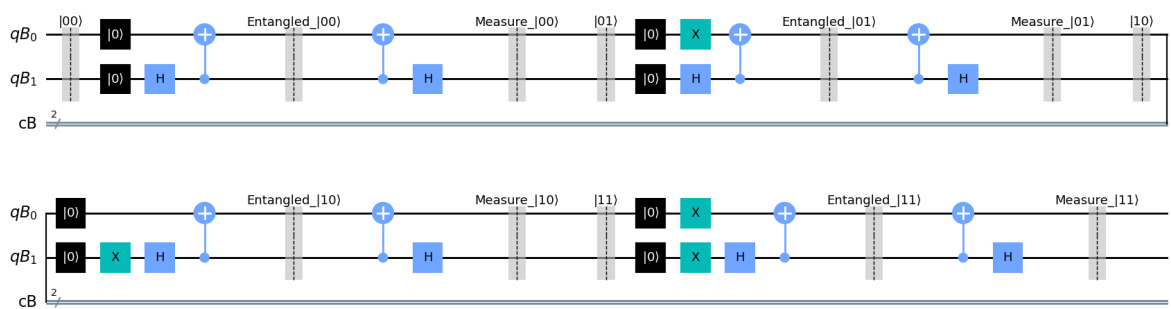 |00⟩ Entangled_|00⟩ Measure_|00⟩ |01⟩ Entangled_|01⟩ Measure_|01⟩ |10⟩
qB₀ |0⟩ |0⟩ X
qB₁ |0⟩ H H |0⟩ H H
2
cB
Entangled_|10⟩ Measure_|10⟩ |11⟩ Entangled_|11⟩ Measure_|11⟩
qB₀ |0⟩ |0⟩ X
qB₁ |0⟩ X H H |0⟩ X H H
2
cB